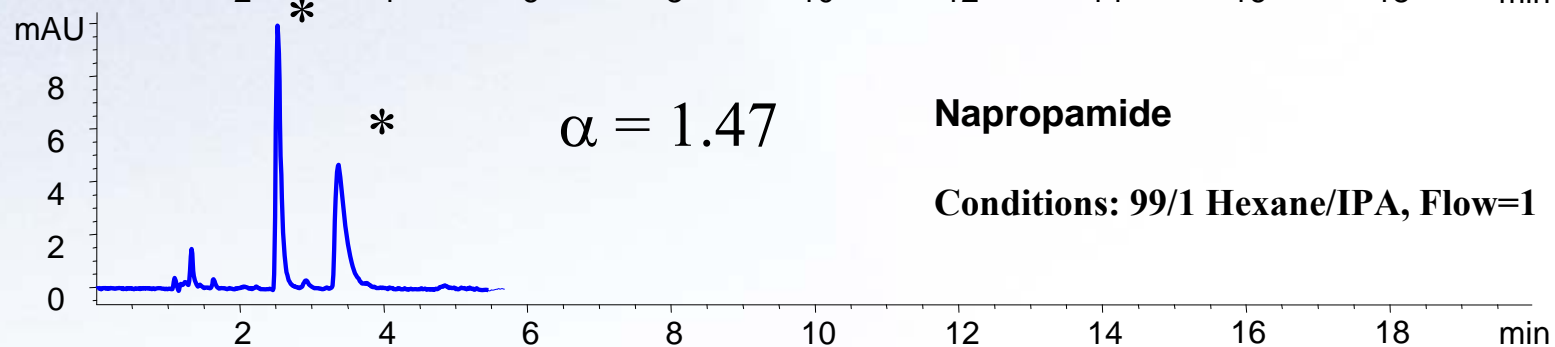 *
mAU
8
6
4
2
0
*
α = 1.47
Napropamide
Conditions: 99/1 Hexane/IPA, Flow=1
2 4 6 8 10 12 14 16 18 min